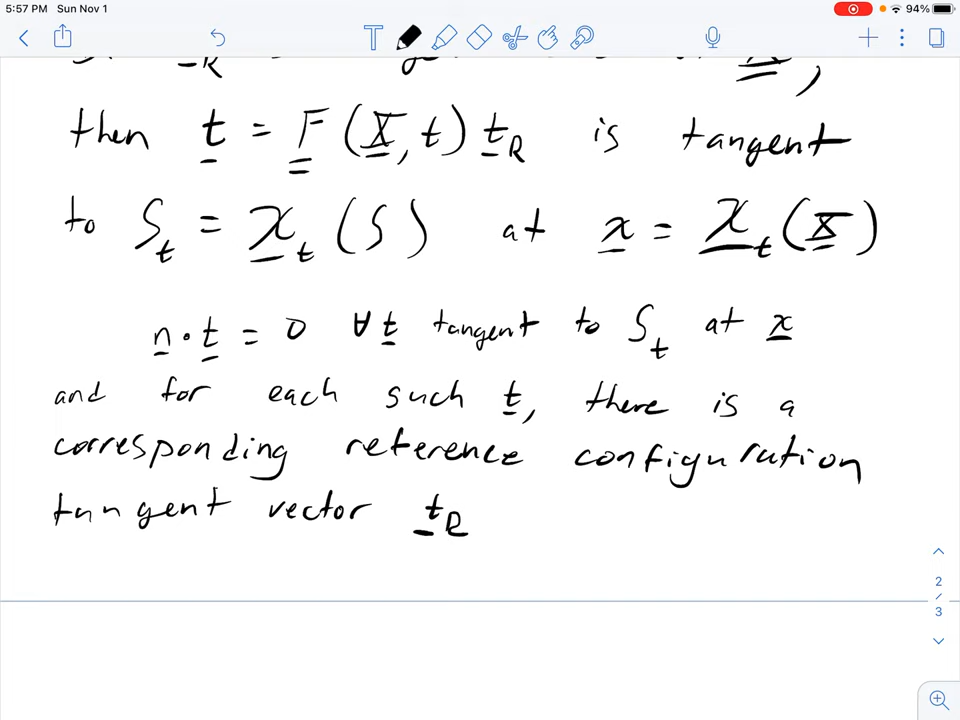 5:57 PM Sun Nov 1
94%
T
R
then t = F(X, t) t_R is tangent
to S_t = χ_t(S) at x = χ_t(X)
n · t = 0 ∀ t tangent to S_t at x
and for each such t, there is a
corresponding reference configuration
tangent vector t_R
2
/
3